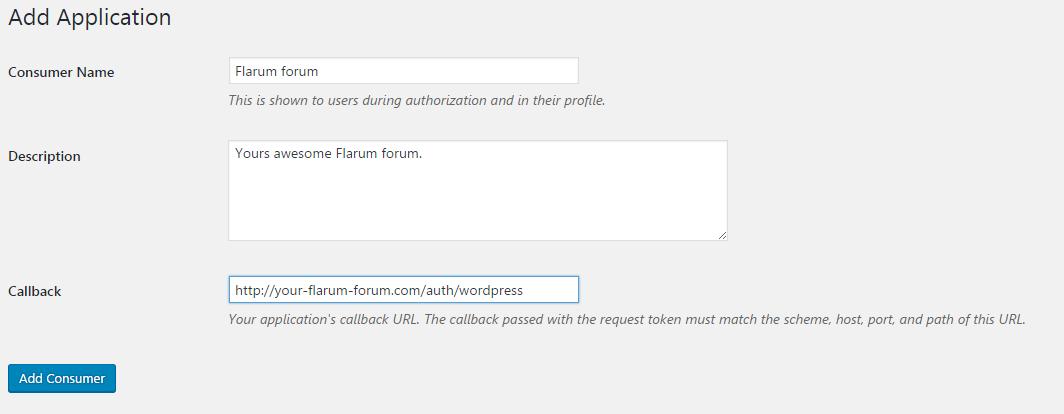 Add Application
Consumer Name
Flarum forum
This is shown to users during authorization and in their profile.
Description
Yours awesome Flarum forum.
Callback
http://your-flarum-forum.com/auth/wordpress
Your application's callback URL. The callback passed with the request token must match the scheme, host, port, and path of this URL.
Add Consumer